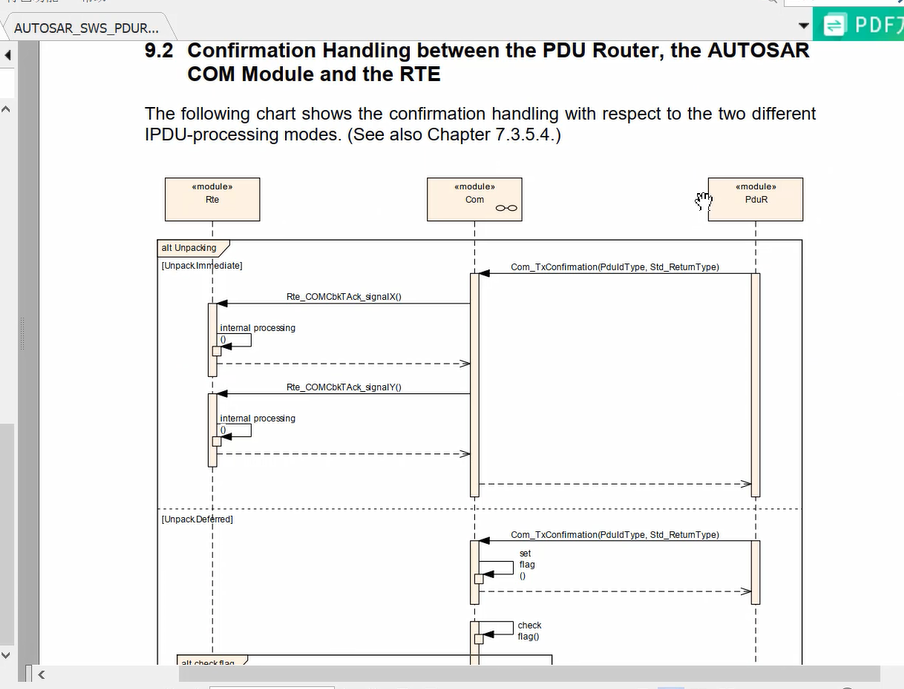 AUTOSAR_SWS_PDUR...
PDF
9.2 Confirmation Handling between the PDU Router, the AUTOSAR
COM Module and the RTE
The following chart shows the confirmation handling with respect to the two different
IPDU-processing modes. (See also Chapter 7.3.5.4.)
«module»
Rte
«module»
Com
«module»
PduR
alt Unpacking
[UnpackImmediate]
Com_TxConfirmation(PduIdType, Std_ReturnType)
Rte_COMCbkTAck_signalX()
internal processing
()
Rte_COMCbkTAck_signalY()
internal processing
()
[UnpackDeferred]
Com_TxConfirmation(PduIdType, Std_ReturnType)
set
flag
()
check
flag()
alt check flag